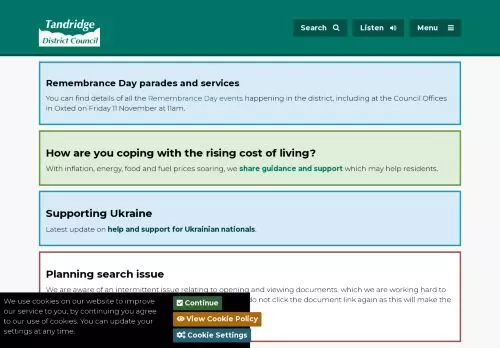 Tandridge
District Council
Search
Listen
Menu
Remembrance Day parades and services
You can find details of all the Remembrance Day events happening in the district, including at the Council Offices
in Oxted on Friday 11 November at 11am.
How are you coping with the rising cost of living?
With inflation, energy, food and fuel prices soaring, we share guidance and support which may help residents.
Supporting Ukraine
Latest update on help and support for Ukrainian nationals.
Planning search issue
We are aware of an intermittent issue relating to opening and viewing documents, which we are working hard to
do not click the document link again as this will make the
We use cookies on our website to improve
our service to you, by continuing you agree
to our use of cookies. You can update your
settings at any time.
Continue
View Cookie Policy
Cookie Settings